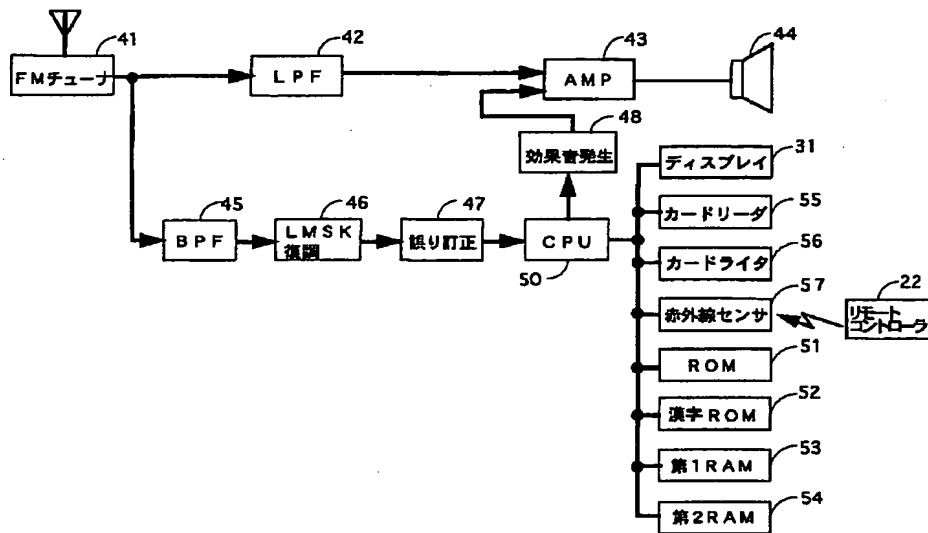 41
42
43
44
FMチューナ
LPF
AMP
48
効果音発生
31
ディスプレイ
45
46
47
55
カードリーダ
BPF
LMSK
復調
誤り訂正
CPU
50
56
カードライタ
57
赤外線センサ
22
リモート
コントローラ
51
ROM
52
漢字ROM
53
第1RAM
54
第2RAM